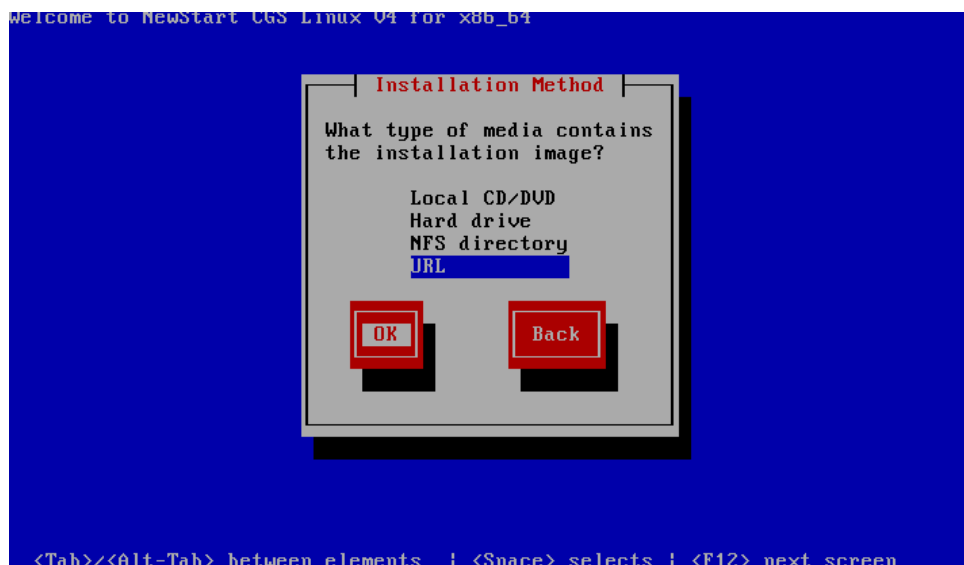 Welcome to NewStart CGS Linux V4 for x86_64
Installation Method
What type of media contains
the installation image?
Local CD/DVD
Hard drive
NFS directory
URL
OK
Back
<Tab>/<Alt-Tab> between elements | <Space> selects | <F12> next screen